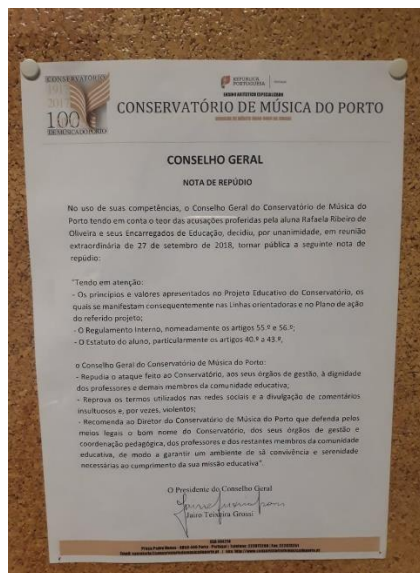 CONSERVATÓRIO
100
DE MÚSICA DO PORTO
REPÚBLICA
PORTUGUESA
CONSERVATÓRIO DE MÚSICA DO PORTO
CONSELHO GERAL
NOTA DE REPÚDIO
No uso de suas competências, o Conselho Geral do Conservatório de Música do
Porto tendo em conta o teor das acusações proferidas pela aluna Rafaela Ribeiro de
Oliveira e seus Encarregados de Educação, decidiu, por unanimidade, em reunião
extraordinária de 27 de setembro de 2018, tornar pública a seguinte nota de
repúdio:
"Tendo em atenção:
- Os princípios e valores apresentados no Projeto Educativo do Conservatório, os
quais se manifestam consequentemente nas Linhas orientadoras e no Plano de ação
do referido projeto;
- O Regulamento Interno, nomeadamente os artigos 55.º e 56.º;
- O Estatuto do aluno, particularmente os artigos 40.º a 43.º,
o Conselho Geral do Conservatório de Música do Porto:
- Repudia o ataque feito ao Conservatório, aos seus órgãos de gestão, à dignidade
dos professores e demais membros da comunidade educativa;
- Reprova os termos utilizados nas redes sociais e a divulgação de comentários
insultuosos e, por vezes, violentos;
- Recomenda ao Diretor do Conservatório de Música do Porto que defenda pelos
meios legais o bom nome do Conservatório, dos seus órgãos de gestão e
coordenação pedagógica, dos professores e dos restantes membros da comunidade
educativa, de modo a garantir um ambiente de sã convivência e serenidade
necessárias ao cumprimento da sua missão educativa".
O Presidente do Conselho Geral
Jairo Teixeira Grossi